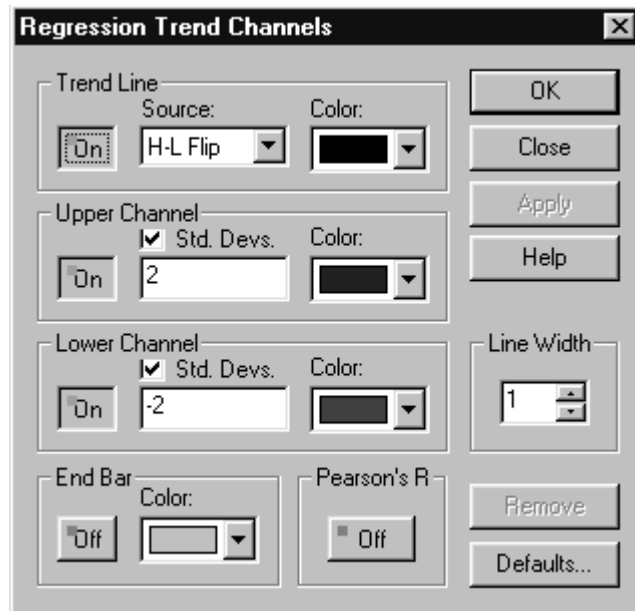 Regression Trend Channels
Trend Line
Source: Color:
On H-L Flip
OK
Close
Apply
Help
Upper Channel
Std. Devs. Color:
On 2
Lower Channel
Std. Devs. Color:
On -2
Line Width
1
End Bar
Color:
Off
Pearson's R
Off
Remove
Defaults...